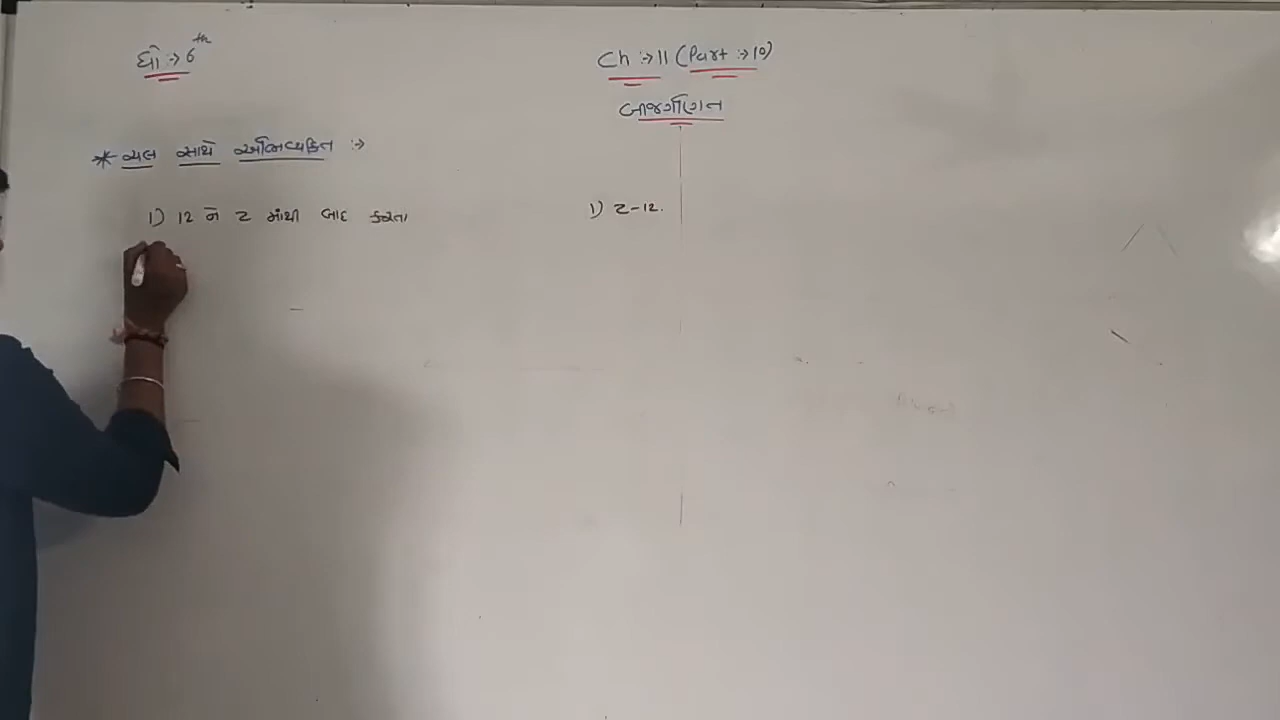 ધો :-> 6th
Ch :-> 11 (Part :-> 10)
બીજગણિત
* ચલ સાથે અભિવ્યક્તિ :->
1) 12 ને z માંથી બાદ કરતા
1) z-12.